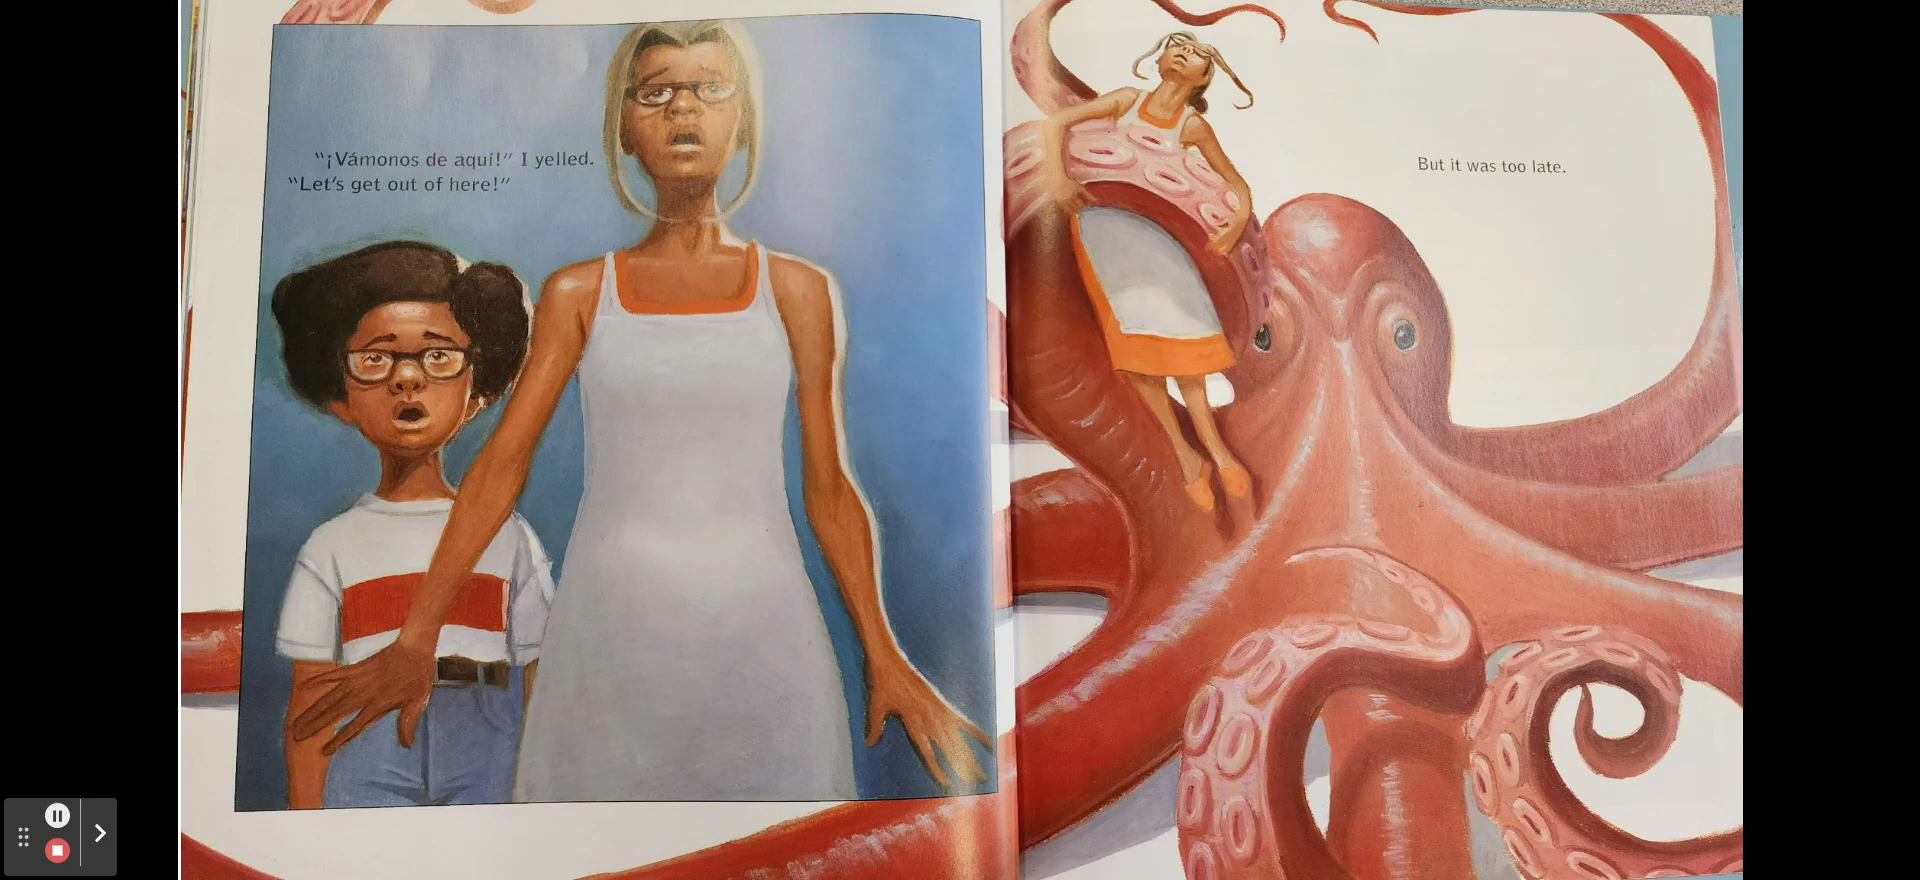 "¡Vámonos de aquí!" I yelled.
"Let's get out of here!"
But it was too late.